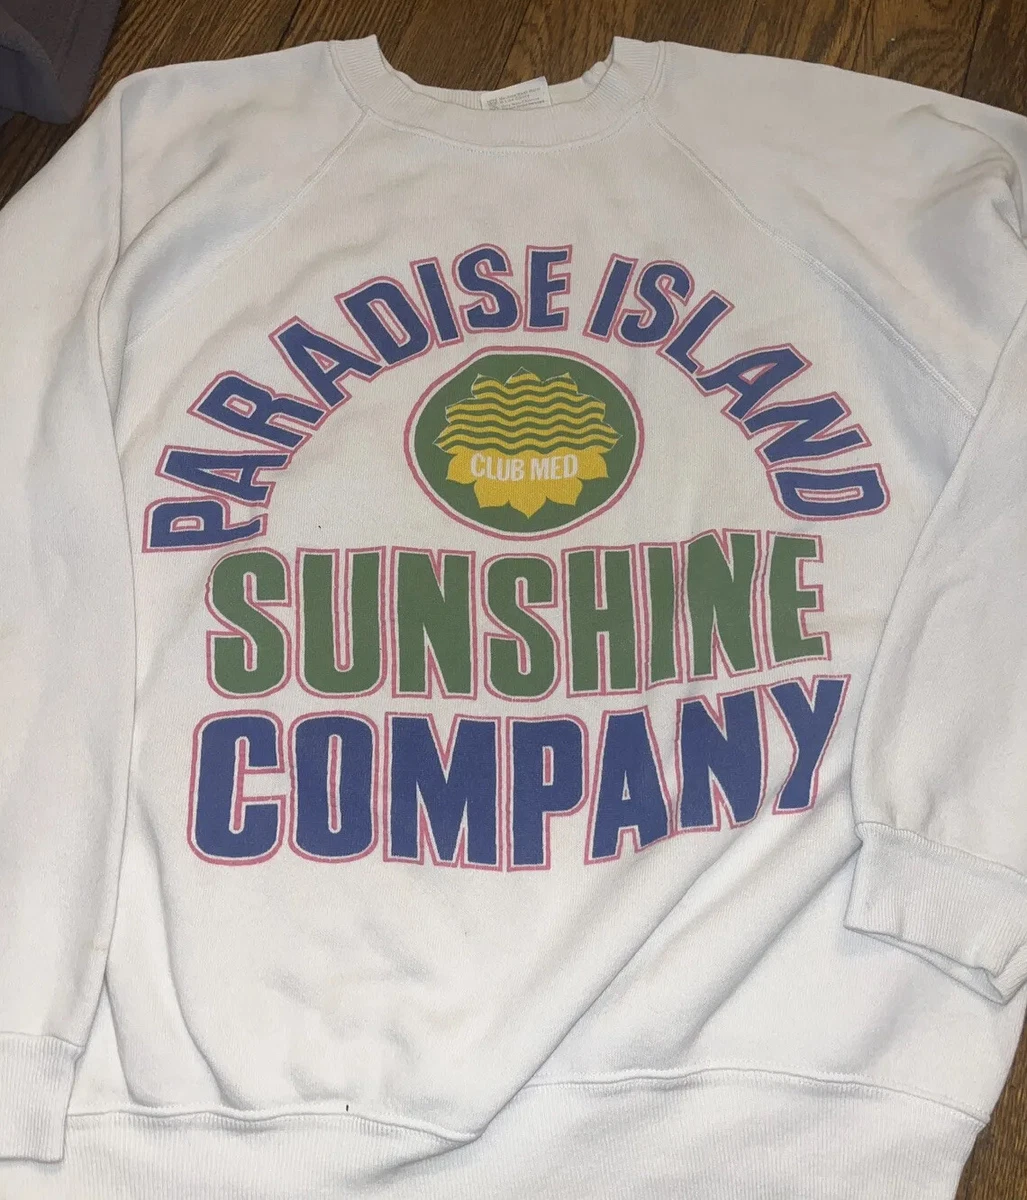 PARADISE ISLAND
CLUB MED
SUNSHINE
COMPANY